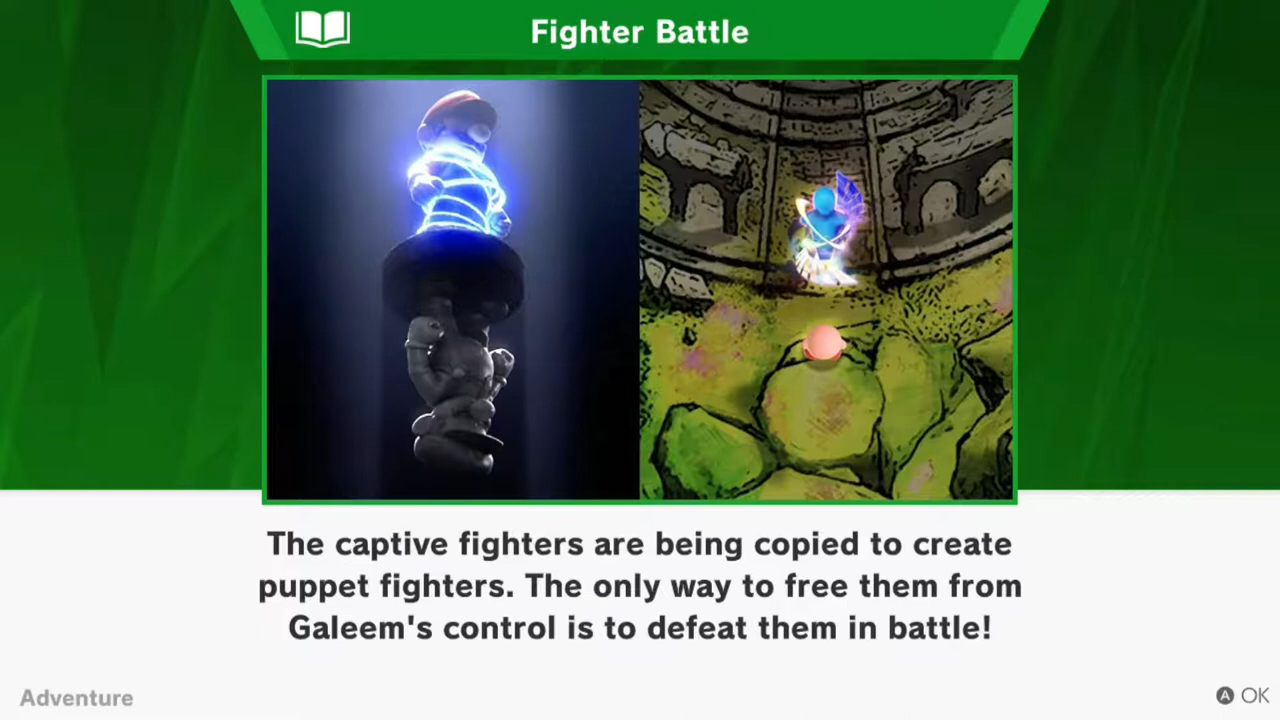 Fighter Battle
The captive fighters are being copied to create
puppet fighters. The only way to free them from
Galeem's control is to defeat them in battle!
Adventure
A OK